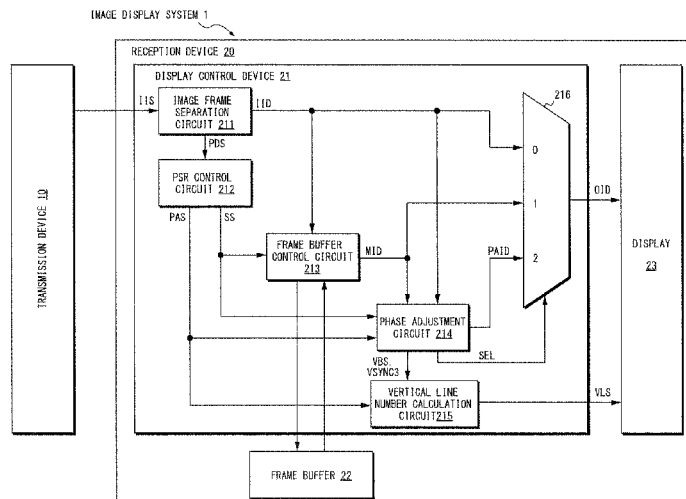 IMAGE DISPLAY SYSTEM 1
RECEPTION DEVICE 20
DISPLAY CONTROL DEVICE 21
TRANSMISSION DEVICE 10
IIS
IMAGE FRAME
SEPARATION
CIRCUIT 211
IID
216
PDS
0
PSR CONTROL
CIRCUIT 212
OID
PAS
SS
1
FRAME BUFFER
CONTROL CIRCUIT
213
MID
PAID
2
DISPLAY
23
PHASE ADJUSTMENT
CIRCUIT 214
SEL
VBS,
VSYNC3
VERTICAL LINE
NUMBER CALCULATION
CIRCUIT215
VLS
FRAME BUFFER 22